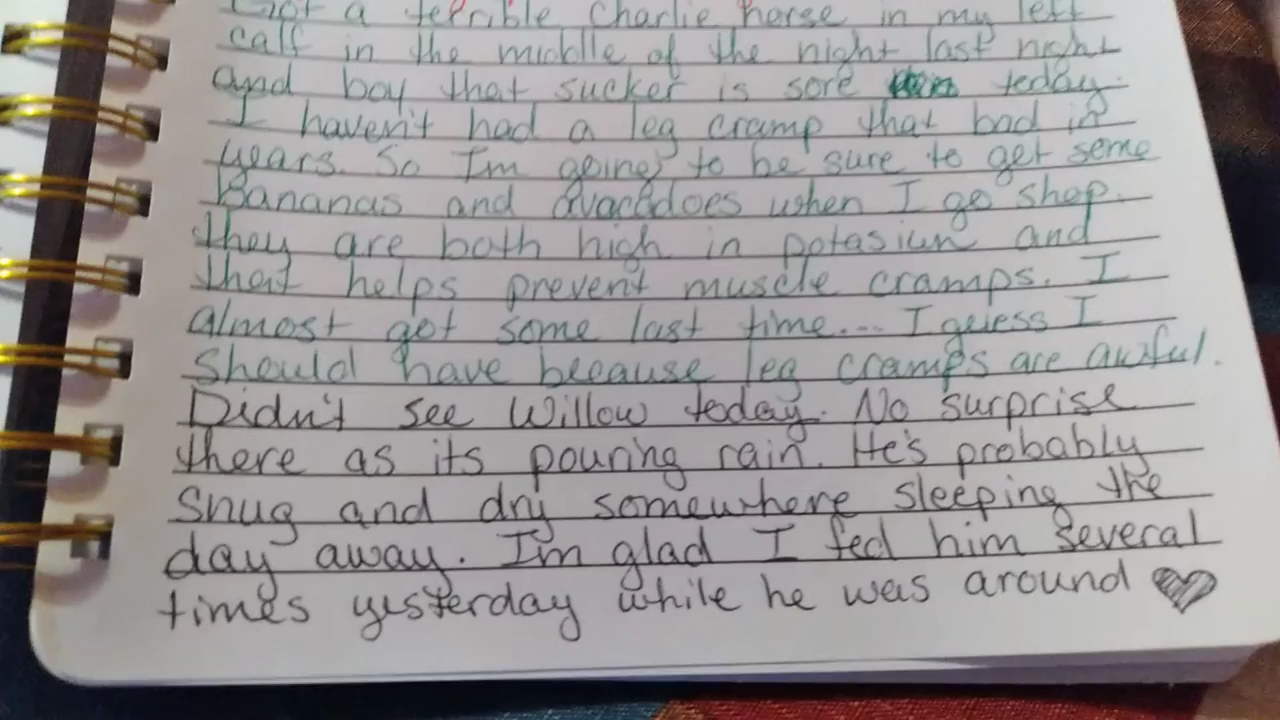 Got a terrible Charlie horse in my left
calf in the middle of the night last night
and boy that sucker is sore today.
I haven't had a leg cramp that bad in
years. So I'm going to be sure to get some
Bananas and avacadoes when I go shop.
they are both high in potasium and
that helps prevent muscle cramps. I
almost got some last time... I guess I
should have because leg cramps are awful.
Didn't see Willow today. No surprise
there as its pouring rain. He's probably
snug and dry somewhere sleeping the
day away. I'm glad I fed him several
times yesterday while he was around